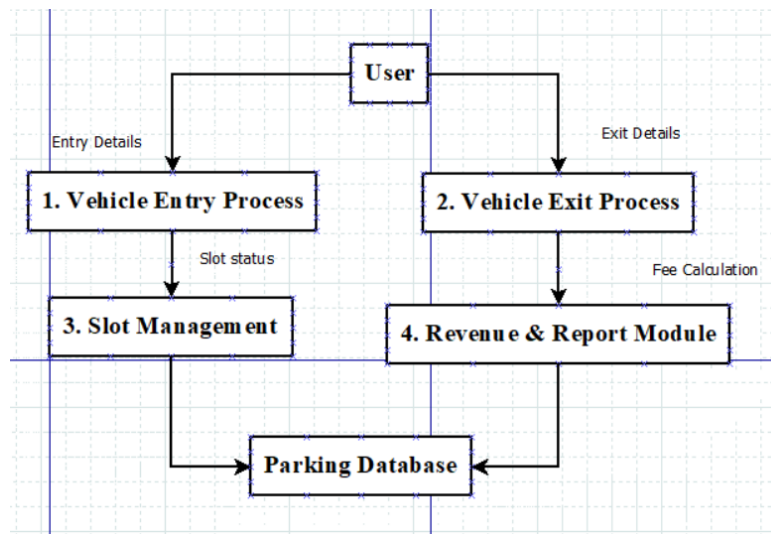 User
Entry Details
Exit Details
1. Vehicle Entry Process
2. Vehicle Exit Process
Slot status
Fee Calculation
3. Slot Management
4. Revenue & Report Module
Parking Database